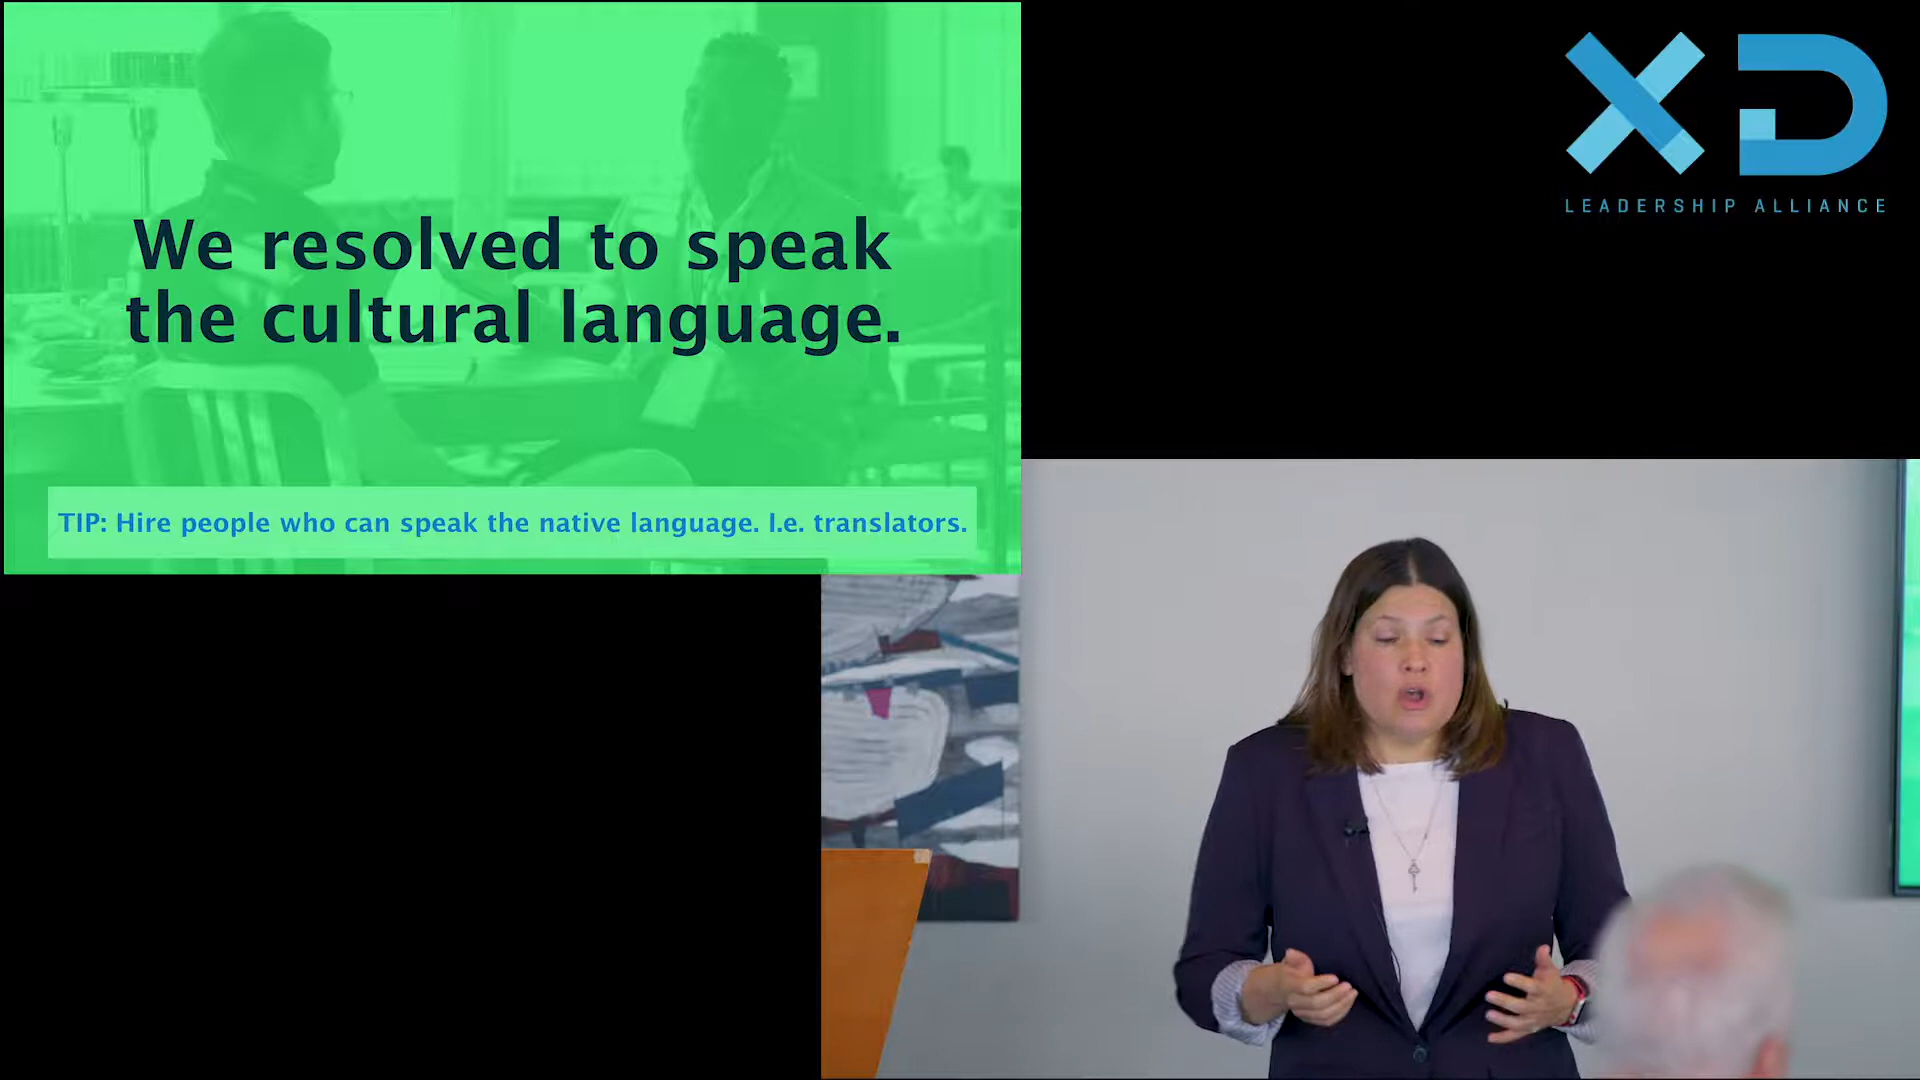 We resolved to speak
the cultural language.
TIP: Hire people who can speak the native language. I.e. translators.
XD
LEADERSHIP ALLIANCE